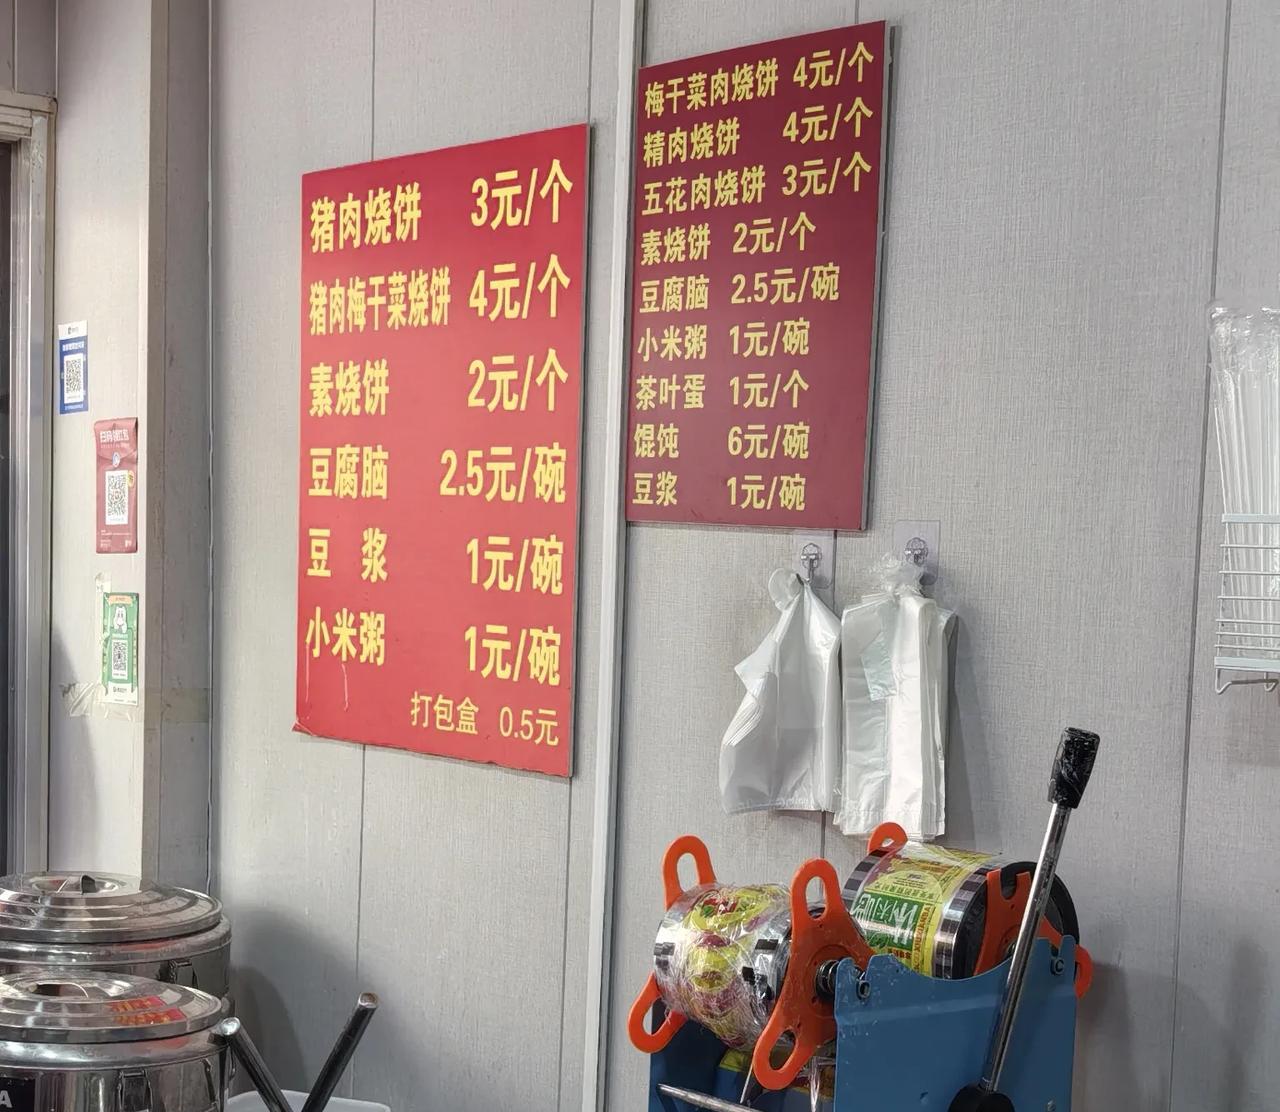 猪肉烧饼 3元/个
猪肉梅干菜烧饼 4元/个
素烧饼 2元/个
豆腐脑 2.5元/碗
豆 浆 1元/碗
小米粥 1元/碗
打包盒 0.5元
梅干菜肉烧饼 4元/个
精肉烧饼 4元/个
五花肉烧饼 3元/个
素烧饼 2元/个
豆腐脑 2.5元/碗
小米粥 1元/碗
茶叶蛋 1元/个
馄饨 6元/碗
豆浆 1元/碗